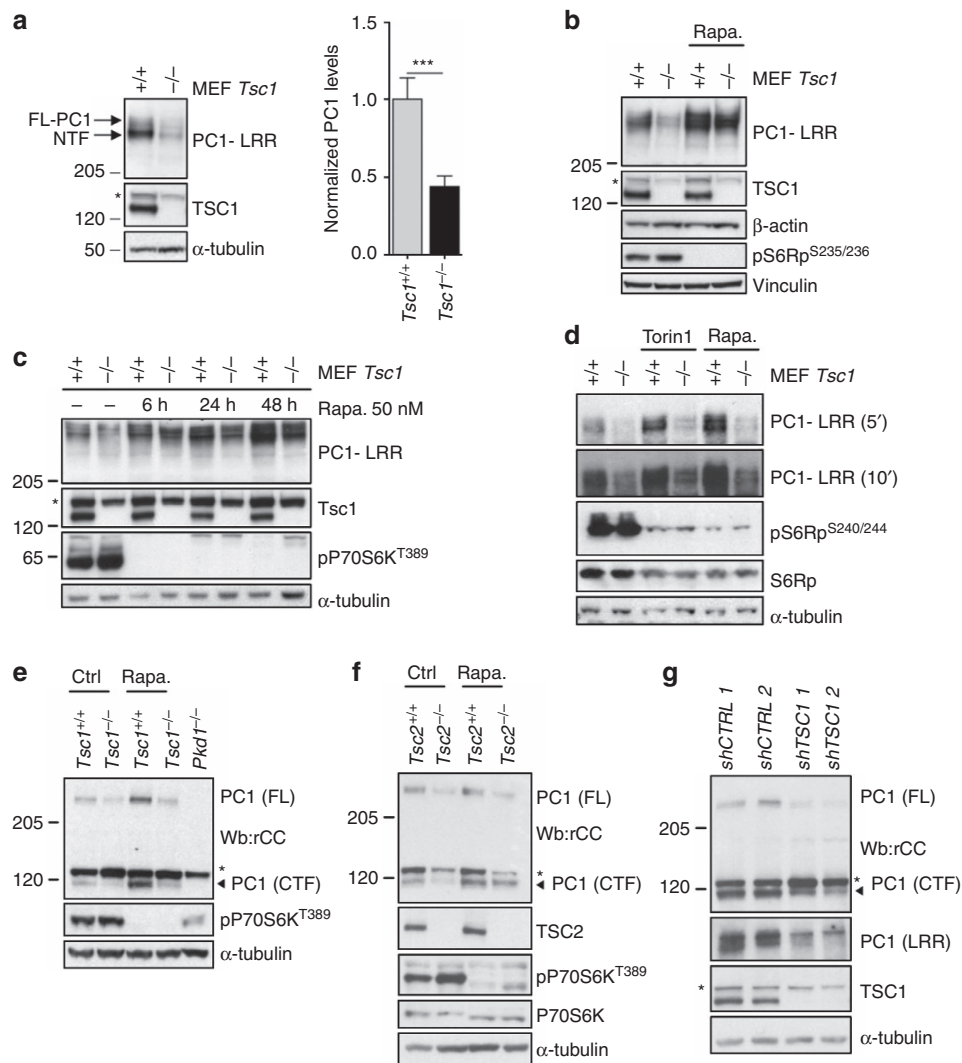 a
+/+ −/− MEF Tsc1
FL-PC1
NTF
PC1- LRR
205
*
TSC1
120
50
α-tubulin
1.5
1.0
0.5
0.0
Normalized PC1 levels
***
Tsc1+/+
Tsc1−/−
b
Rapa.
+/+ −/− +/+ −/− MEF Tsc1
PC1- LRR
205
*
TSC1
120
β-actin
pS6RpS235/236
Vinculin
c
+/+ −/− +/+ −/− +/+ −/− +/+ −/− MEF Tsc1
− − 6 h 24 h 48 h Rapa. 50 nM
PC1- LRR
205
*
Tsc1
120
65
pP70S6KT389
α-tubulin
d
Torin1 Rapa.
+/+ −/− +/+ −/− +/+ −/− MEF Tsc1
PC1- LRR (5′)
PC1- LRR (10′)
pS6RpS240/244
S6Rp
α-tubulin
e
Ctrl Rapa.
Tsc1+/+ Tsc1−/− Tsc1+/+ Tsc1−/− Pkd1−/−
PC1 (FL)
205
Wb:rCC
*
120
PC1 (CTF)
pP70S6KT389
α-tubulin
f
Ctrl Rapa.
Tsc2+/+ Tsc2−/− Tsc2+/+ Tsc2−/−
PC1 (FL)
205
Wb:rCC
*
120
PC1 (CTF)
TSC2
pP70S6KT389
P70S6K
α-tubulin
g
shCTRL 1 shCTRL 2 shTSC1 1 shTSC1 2
PC1 (FL)
205
Wb:rCC
*
120
PC1 (CTF)
PC1 (LRR)
*
TSC1
α-tubulin